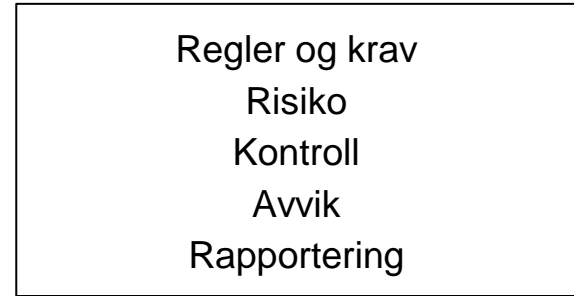 Regler og krav
Risiko
Kontroll
Avvik
Rapportering